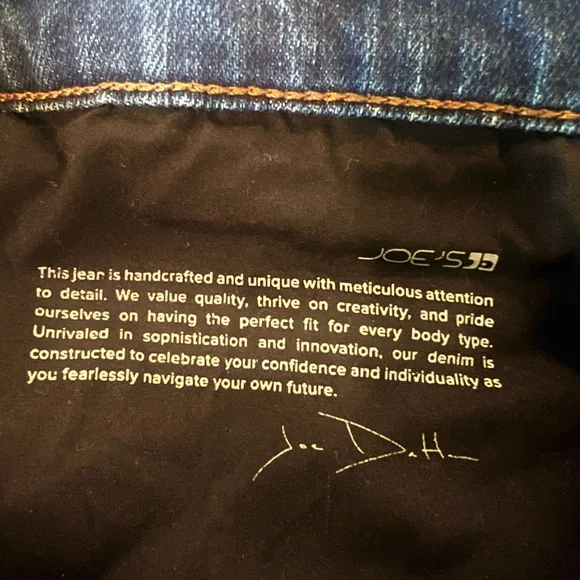 JOE'S
This jean is handcrafted and unique with meticulous attention
to detail. We value quality, thrive on creativity, and pride
ourselves on having the perfect fit for every body type.
Unrivaled in sophistication and innovation, our denim is
constructed to celebrate your confidence and individuality as
you fearlessly navigate your own future.
Joe Dahan